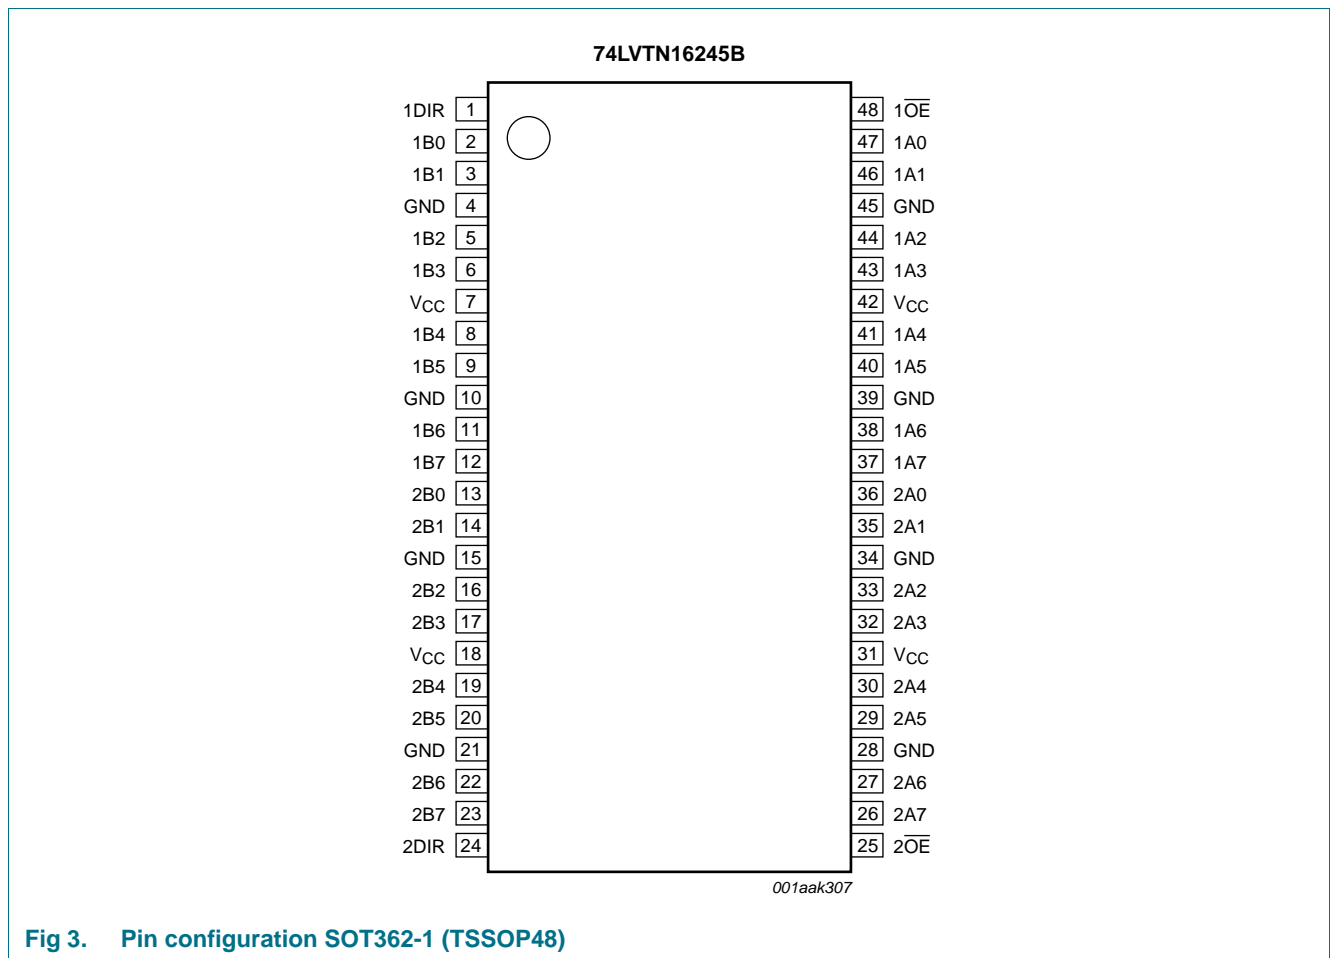 74LVTN16245B
1DIR 1 48 1O̅E̅
1B0 2 47 1A0
1B1 3 46 1A1
GND 4 45 GND
1B2 5 44 1A2
1B3 6 43 1A3
VCC 7 42 VCC
1B4 8 41 1A4
1B5 9 40 1A5
GND 10 39 GND
1B6 11 38 1A6
1B7 12 37 1A7
2B0 13 36 2A0
2B1 14 35 2A1
GND 15 34 GND
2B2 16 33 2A2
2B3 17 32 2A3
VCC 18 31 VCC
2B4 19 30 2A4
2B5 20 29 2A5
GND 21 28 GND
2B6 22 27 2A6
2B7 23 26 2A7
2DIR 24 25 2O̅E̅
001aak307
Fig 3. Pin configuration SOT362-1 (TSSOP48)